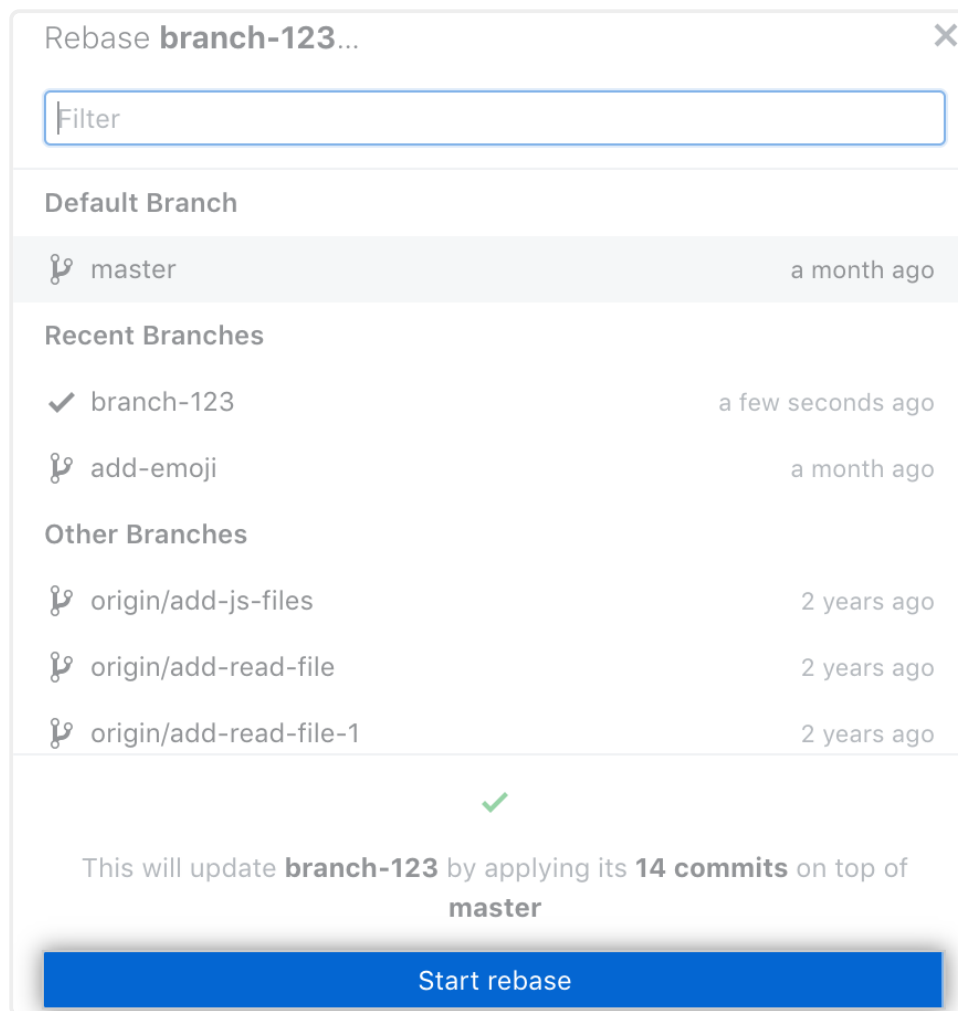 Rebase branch-123...
Filter
Default Branch
master a month ago
Recent Branches
branch-123 a few seconds ago
add-emoji a month ago
Other Branches
origin/add-js-files 2 years ago
origin/add-read-file 2 years ago
origin/add-read-file-1 2 years ago
This will update branch-123 by applying its 14 commits on top of
master
Start rebase